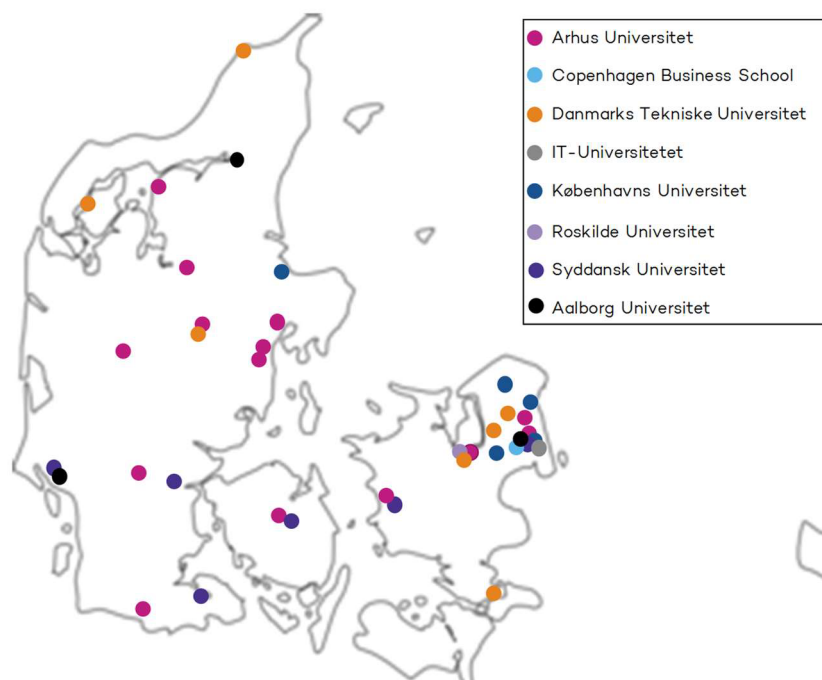 Arhus Universitet
Copenhagen Business School
Danmarks Tekniske Universitet
IT-Universitetet
Københavns Universitet
Roskilde Universitet
Syddansk Universitet
Aalborg Universitet